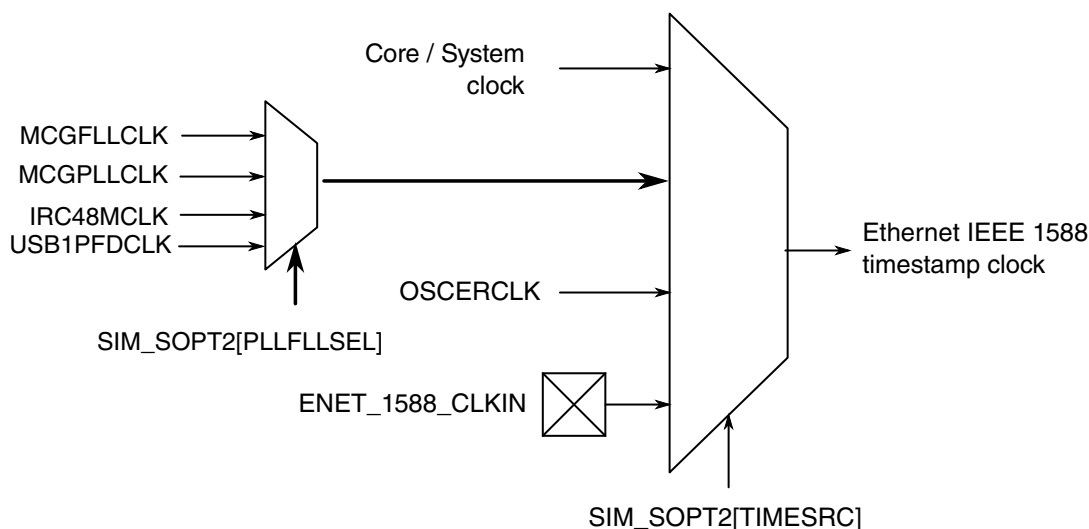 Core / System
clock
MCGFLLCLK
MCGPLLCLK
IRC48MCLK
USB1PFDCLK
Ethernet IEEE 1588
timestamp clock
OSCERCLK
SIM_SOPT2[PLLFLLSEL]
ENET_1588_CLKIN
SIM_SOPT2[TIMESRC]